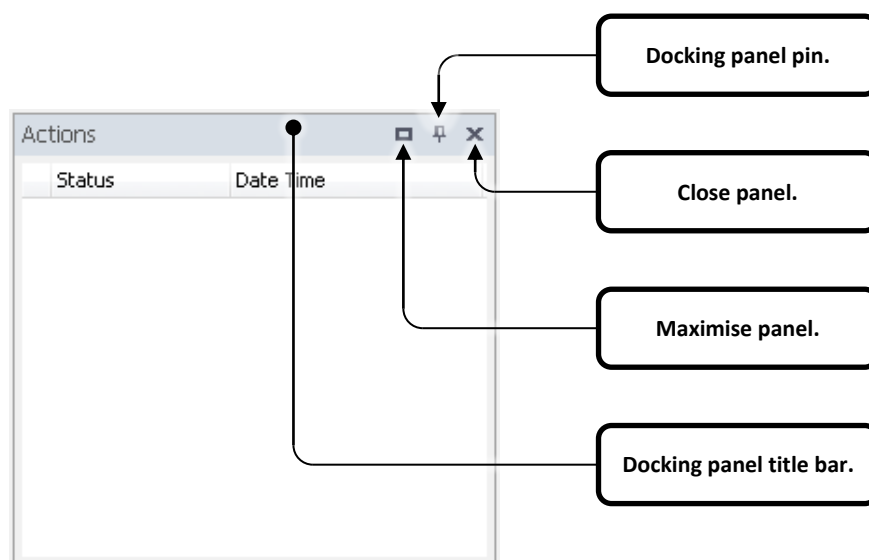 Docking panel pin.
Actions
Status Date Time
Close panel.
Maximise panel.
Docking panel title bar.